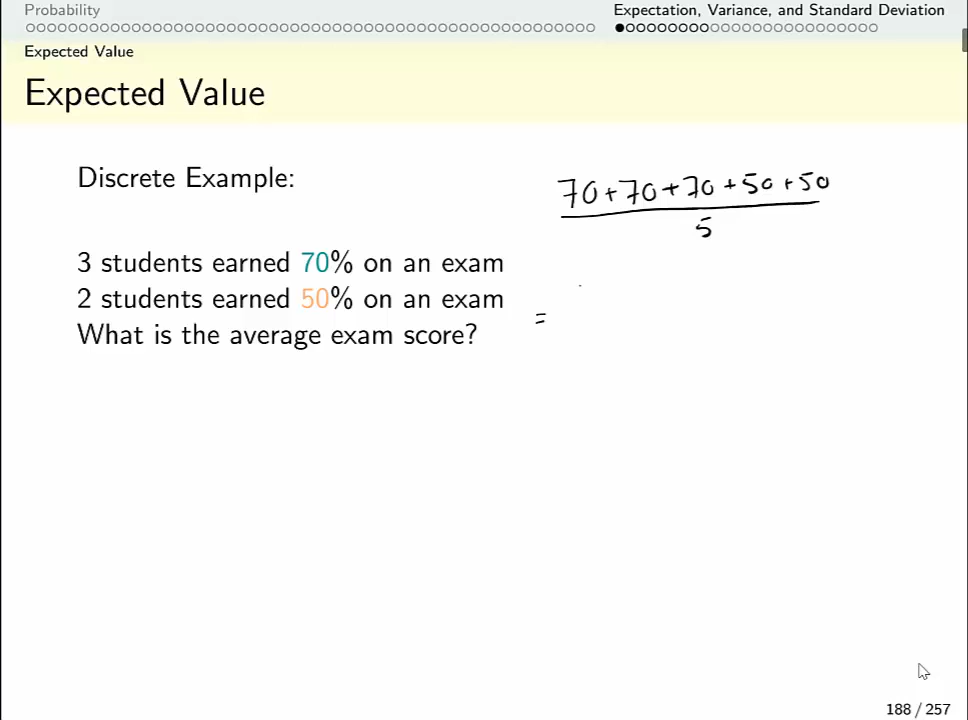 Probability
Expectation, Variance, and Standard Deviation
Expected Value
Expected Value
Discrete Example:
70+70+70+50+50
5
3 students earned 70% on an exam
2 students earned 50% on an exam
=
What is the average exam score?
188 / 257